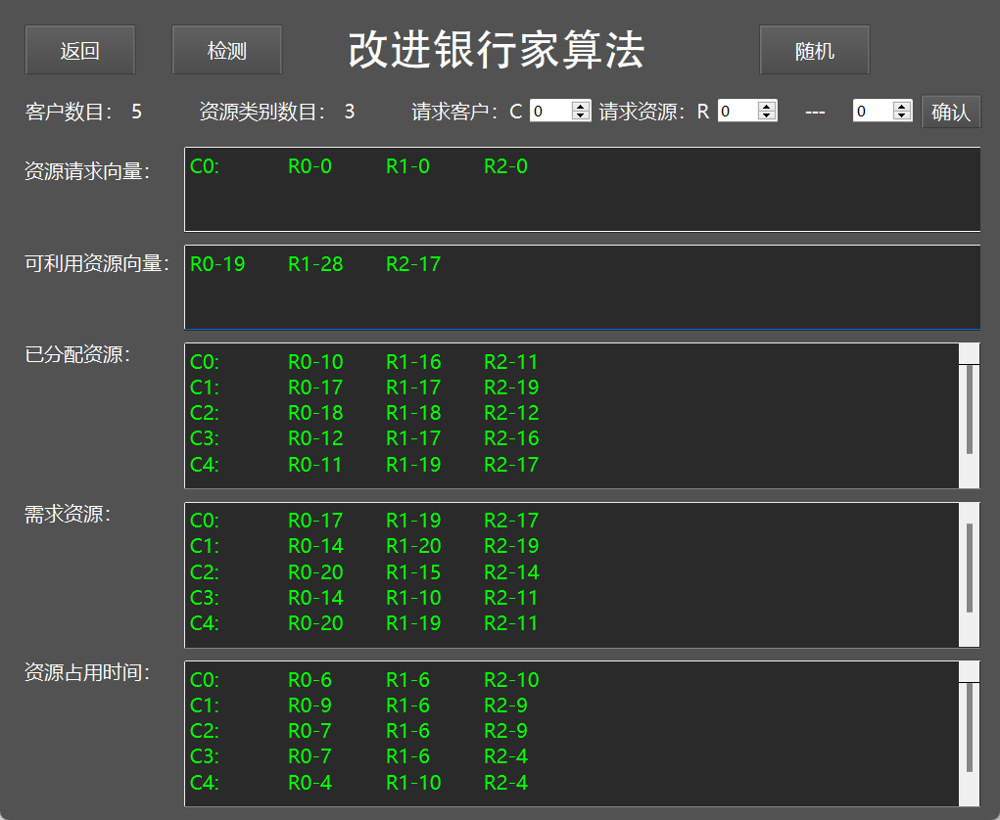 返回 检测 改进银行家算法 随机
客户数目： 5 资源类别数目： 3 请求客户：C 0 请求资源：R 0 --- 0 确认
资源请求向量： C0: R0-0 R1-0 R2-0
可利用资源向量： R0-19 R1-28 R2-17
已分配资源： C0: R0-10 R1-16 R2-11
C1: R0-17 R1-17 R2-19
C2: R0-18 R1-18 R2-12
C3: R0-12 R1-17 R2-16
C4: R0-11 R1-19 R2-17
需求资源： C0: R0-17 R1-19 R2-17
C1: R0-14 R1-20 R2-19
C2: R0-20 R1-15 R2-14
C3: R0-14 R1-10 R2-11
C4: R0-20 R1-19 R2-11
资源占用时间： C0: R0-6 R1-6 R2-10
C1: R0-9 R1-6 R2-9
C2: R0-7 R1-6 R2-9
C3: R0-7 R1-6 R2-4
C4: R0-4 R1-10 R2-4